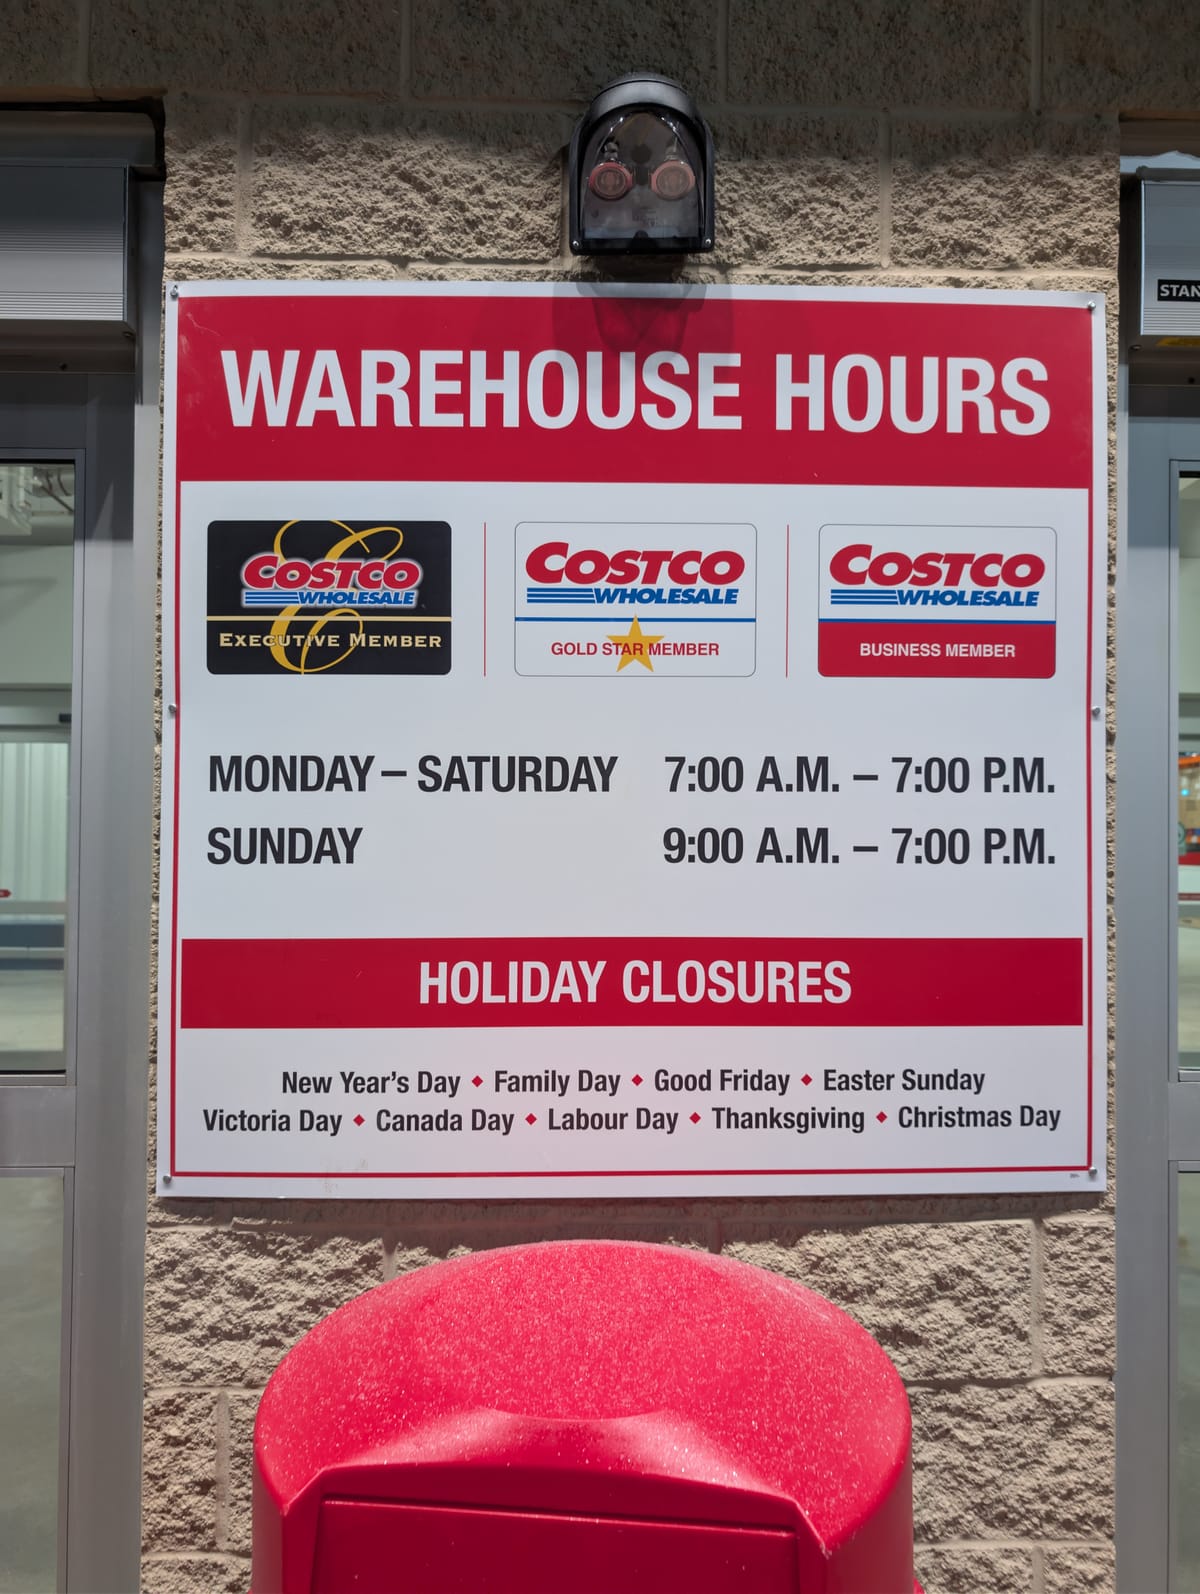 STAN
WAREHOUSE HOURS
COSTCO
WHOLESALE
EXECUTIVE MEMBER
COSTCO
WHOLESALE
GOLD STAR MEMBER
COSTCO
WHOLESALE
BUSINESS MEMBER
MONDAY – SATURDAY 7:00 A.M. – 7:00 P.M.
SUNDAY 9:00 A.M. – 7:00 P.M.
HOLIDAY CLOSURES
New Year's Day ♦ Family Day ♦ Good Friday ♦ Easter Sunday
Victoria Day ♦ Canada Day ♦ Labour Day ♦ Thanksgiving ♦ Christmas Day